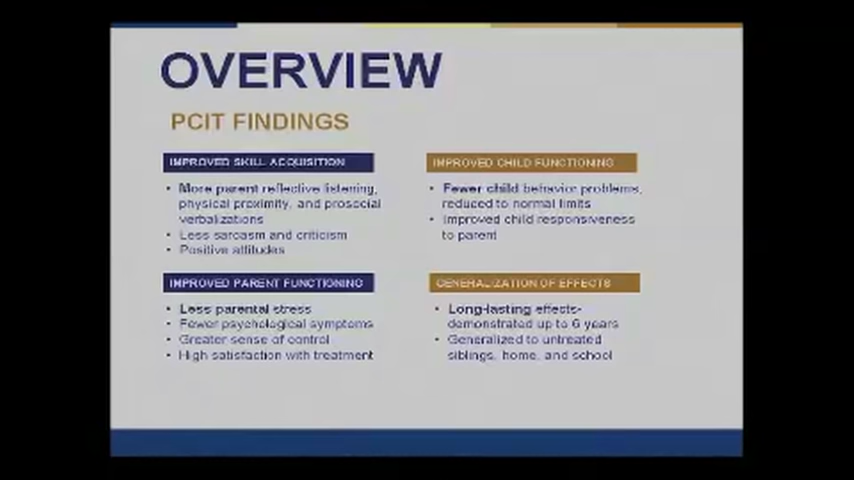 OVERVIEW
PCIT FINDINGS
IMPROVED SKILL ACQUISITION
• More parent reflective listening,
physical proximity, and prosocial
verbalizations
• Less sarcasm and criticism
• Positive attitudes
IMPROVED CHILD FUNCTIONING
• Fewer child behavior problems,
reduced to normal limits
• Improved child responsiveness
to parent
IMPROVED PARENT FUNCTIONING
• Less parental stress
• Fewer psychological symptoms
• Greater sense of control
• High satisfaction with treatment
GENERALIZATION OF EFFECTS
• Long-lasting effects-
demonstrated up to 6 years
• Generalized to untreated
siblings, home, and school